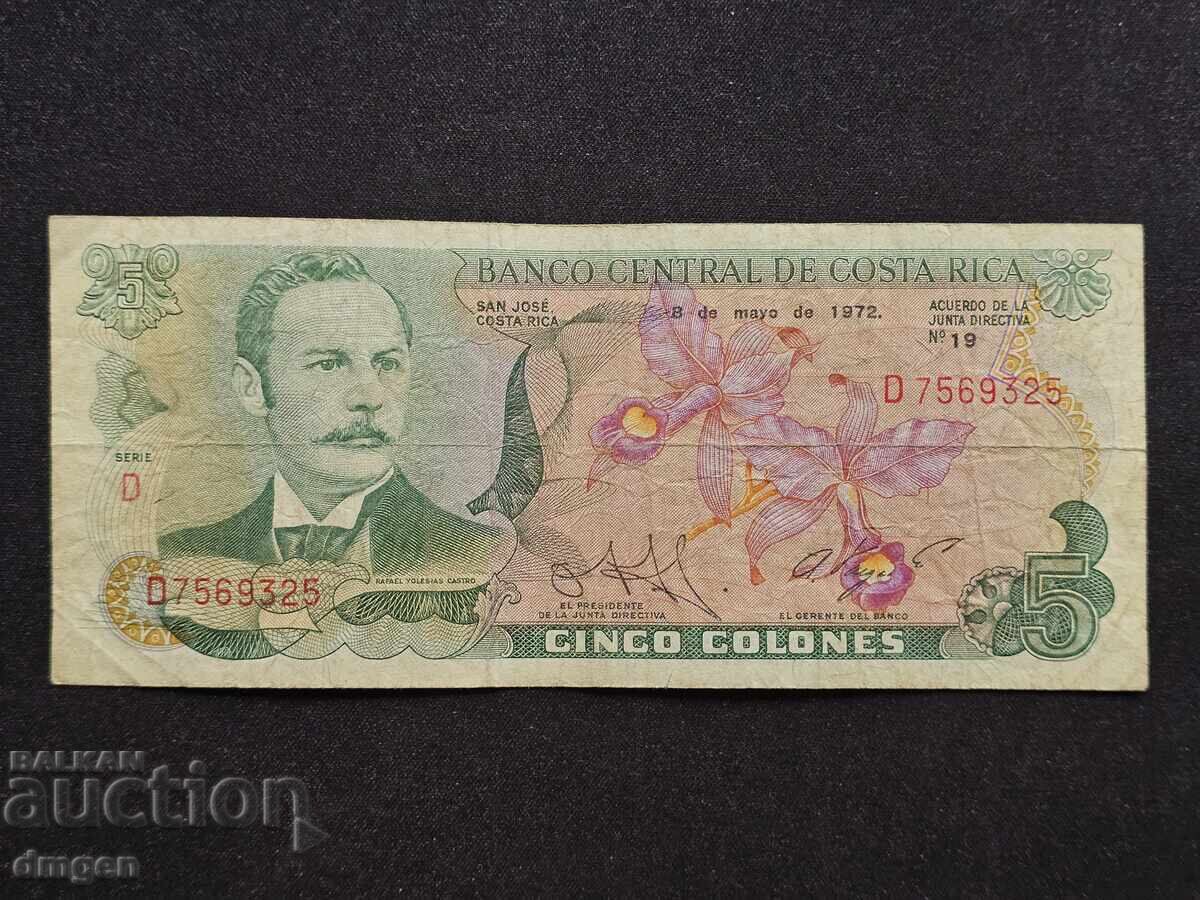 5
BANCO CENTRAL DE COSTA RICA
SAN JOSÉ
COSTA RICA
8 de mayo de 1972.
ACUERDO DE LA
JUNTA DIRECTIVA
Nº 19
D 7569325
SERIE
D
D 7569325
RAFAEL YGLESIAS CASTRO
EL PRESIDENTE
DE LA JUNTA DIRECTIVA
EL GERENTE DEL BANCO
CINCO COLONES
5
BALKAN
auction
dmgen